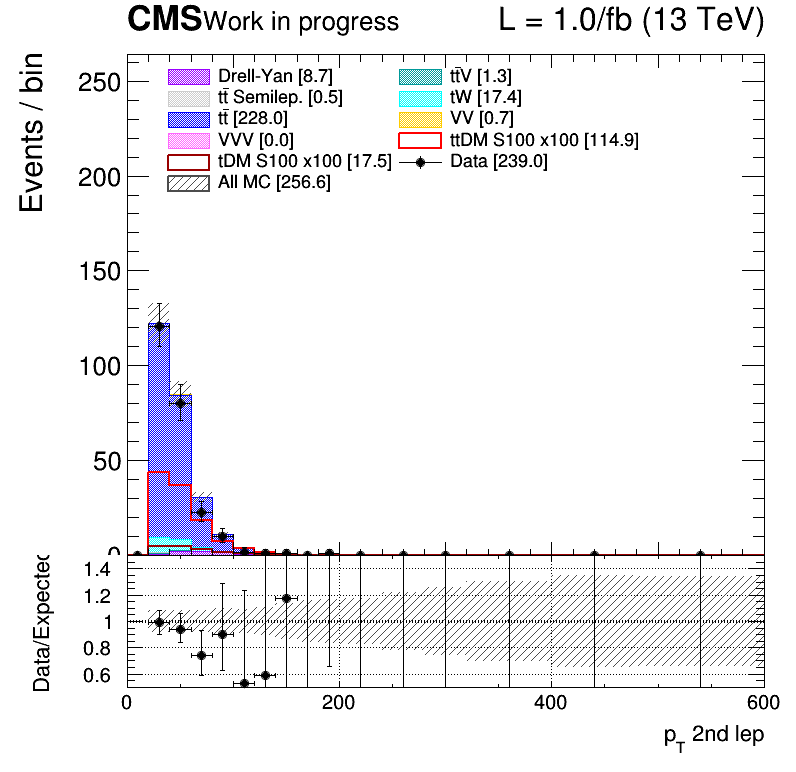 CMS Work in progress L = 1.0/fb (13 TeV)
Events / bin
250
200
150
100
50
0
Drell-Yan [8.7]
tt̄V [1.3]
tt̄ Semilep. [0.5]
tW [17.4]
tt̄ [228.0]
VV [0.7]
VVV [0.0]
ttDM S100 x100 [114.9]
tDM S100 x100 [17.5]
Data [239.0]
All MC [256.6]
Data/Expected
1.4
1.2
1
0.8
0.6
0 200 400 600
p_T 2nd lep